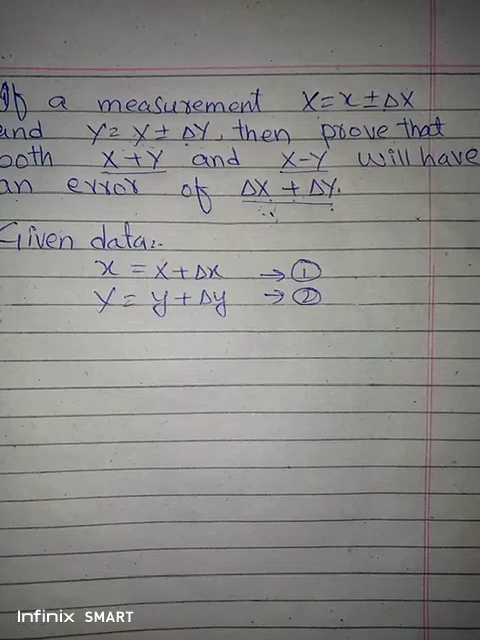 If a measurement X = x ± ΔX
and Y = Y ± ΔY, then prove that
both X + Y and X - Y will have
an error of ΔX + ΔY.
Given data:-
x = X + Δx → ①
Y = y + Δy → ②
Infinix SMART